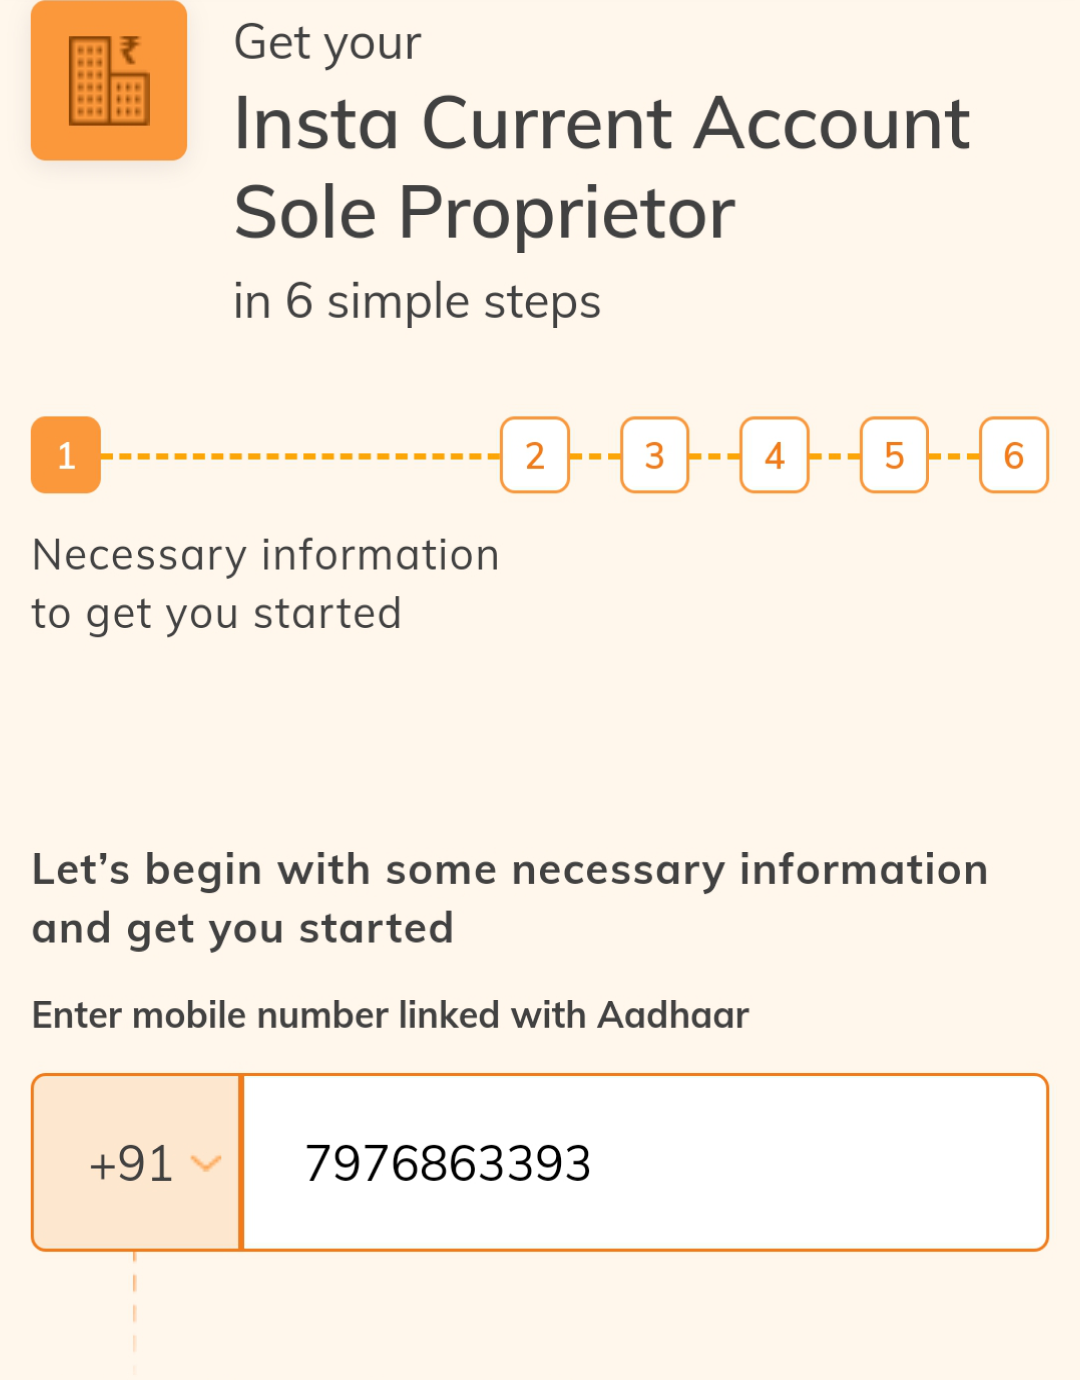 ₹
Get your
Insta Current Account
Sole Proprietor
in 6 simple steps
1 2 3 4 5 6
Necessary information
to get you started
Let’s begin with some necessary information
and get you started
Enter mobile number linked with Aadhaar
+91 7976863393